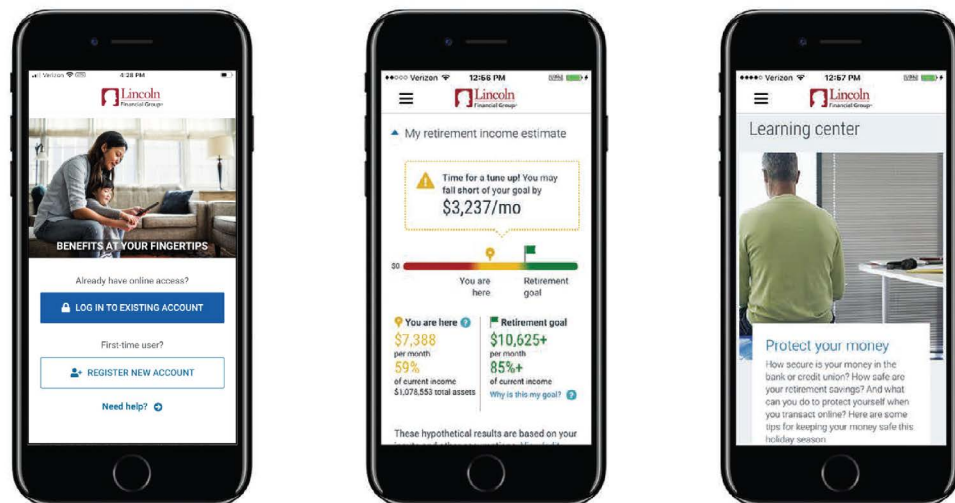 Verizon
4:28 PM
Lincoln
Financial Group®
BENEFITS AT YOUR FINGERTIPS
Already have online access?
LOG IN TO EXISTING ACCOUNT
First-time user?
REGISTER NEW ACCOUNT
Need help?
Verizon 12:56 PM
Lincoln
Financial Group®
My retirement income estimate
Time for a tune up! You may
fall short of your goal by
$3,237/mo
$0
You are
here
Retirement
goal
You are here ?
$7,388
per month
59%
of current income
$1,078,553 total assets
Retirement goal
$10,625+
per month
85%+
of current income
Why is this my goal? ?
These hypothetical results are based on your
Verizon 12:57 PM
Lincoln
Financial Group®
Learning center
Protect your money
How secure is your money in the
bank or credit union? How safe are
your retirement savings? And what
can you do to protect yourself when
you transact online? Here are some
tips for keeping your money safe this
holiday season